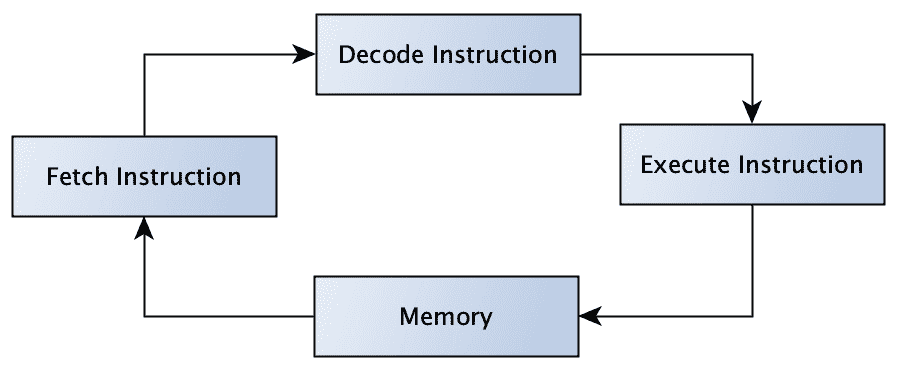 Decode Instruction
Execute Instruction
Fetch Instruction
Memory